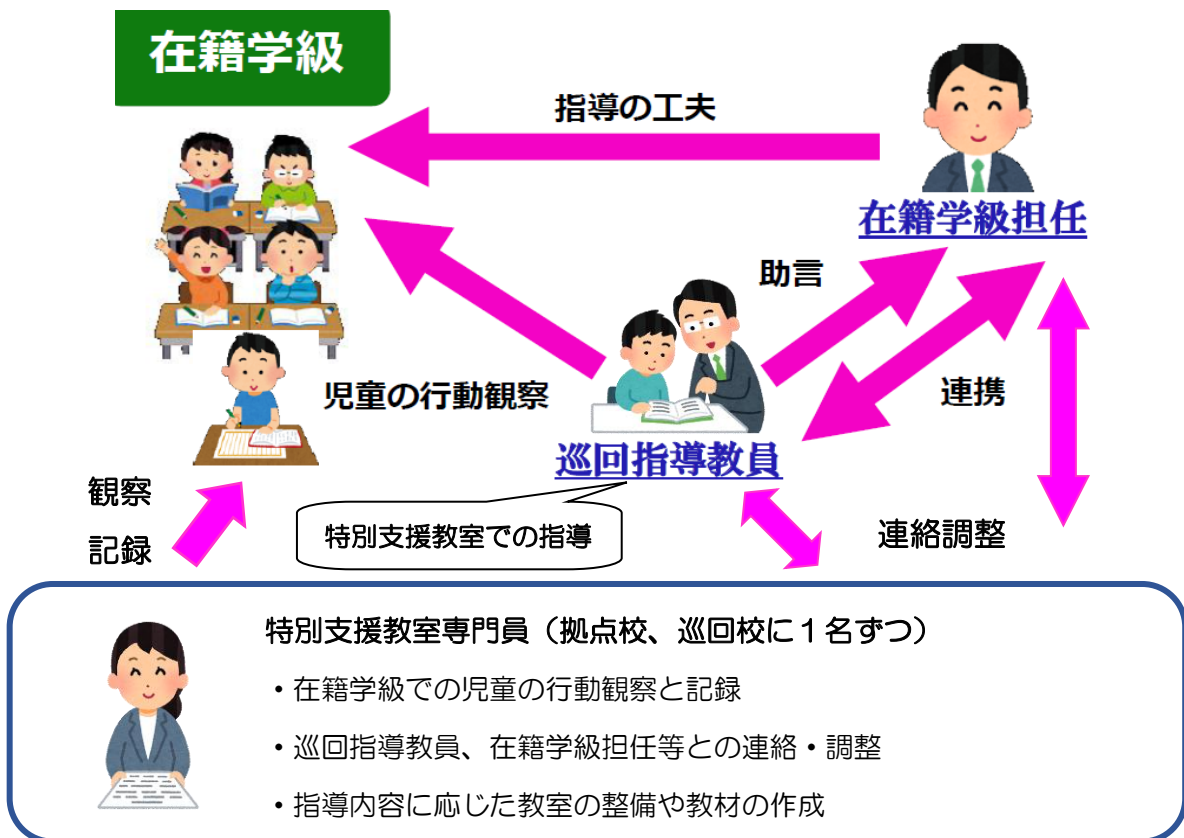 在籍学級
指導の工夫
在籍学級担任
助言
児童の行動観察
連携
巡回指導教員
観察
記録
特別支援教室での指導
連絡調整
特別支援教室専門員（拠点校、巡回校に１名ずつ）
・在籍学級での児童の行動観察と記録
・巡回指導教員、在籍学級担任等との連絡・調整
・指導内容に応じた教室の整備や教材の作成